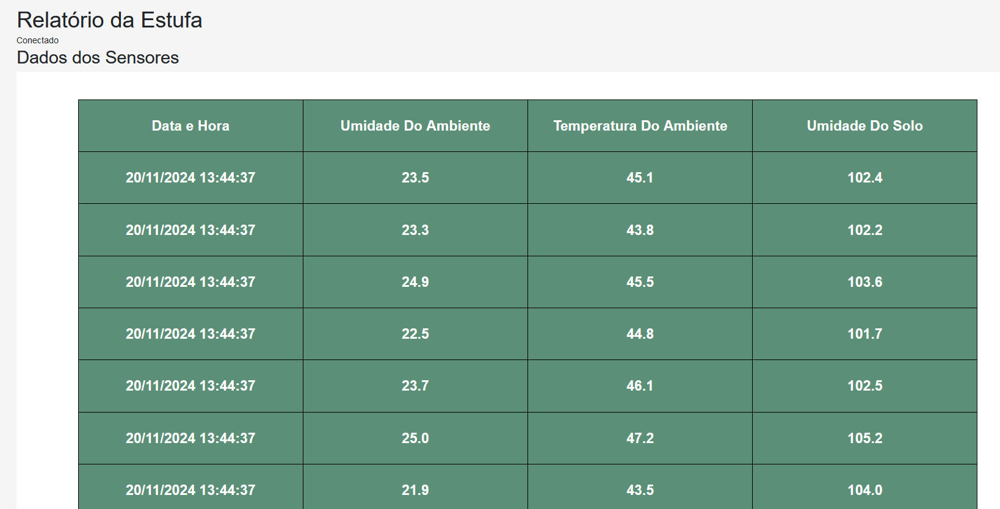 Relatório da Estufa
Conectado
Dados dos Sensores
Data e Hora Umidade Do Ambiente Temperatura Do Ambiente Umidade Do Solo
20/11/2024 13:44:37 23.5 45.1 102.4
20/11/2024 13:44:37 23.3 43.8 102.2
20/11/2024 13:44:37 24.9 45.5 103.6
20/11/2024 13:44:37 22.5 44.8 101.7
20/11/2024 13:44:37 23.7 46.1 102.5
20/11/2024 13:44:37 25.0 47.2 105.2
20/11/2024 13:44:37 21.9 43.5 104.0